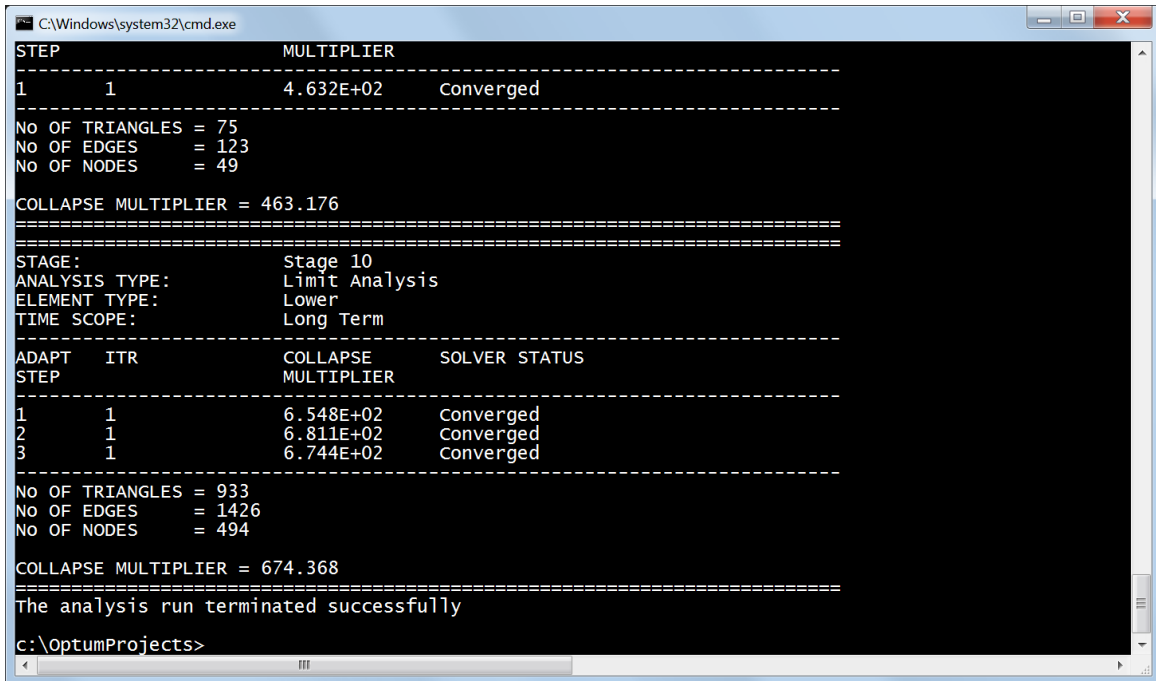 C:\Windows\system32\cmd.exe
STEP MULTIPLIER
--------------------------------------------------------------------------
1 1 4.632E+02 Converged
--------------------------------------------------------------------------
No OF TRIANGLES = 75
No OF EDGES = 123
No OF NODES = 49
COLLAPSE MULTIPLIER = 463.176
==========================================================================
==========================================================================
STAGE: Stage 10
ANALYSIS TYPE: Limit Analysis
ELEMENT TYPE: Lower
TIME SCOPE: Long Term
--------------------------------------------------------------------------
ADAPT ITR COLLAPSE SOLVER STATUS
STEP MULTIPLIER
--------------------------------------------------------------------------
1 1 6.548E+02 Converged
2 1 6.811E+02 Converged
3 1 6.744E+02 Converged
--------------------------------------------------------------------------
No OF TRIANGLES = 933
No OF EDGES = 1426
No OF NODES = 494
COLLAPSE MULTIPLIER = 674.368
==========================================================================
The analysis run terminated successfully
c:\OptumProjects>